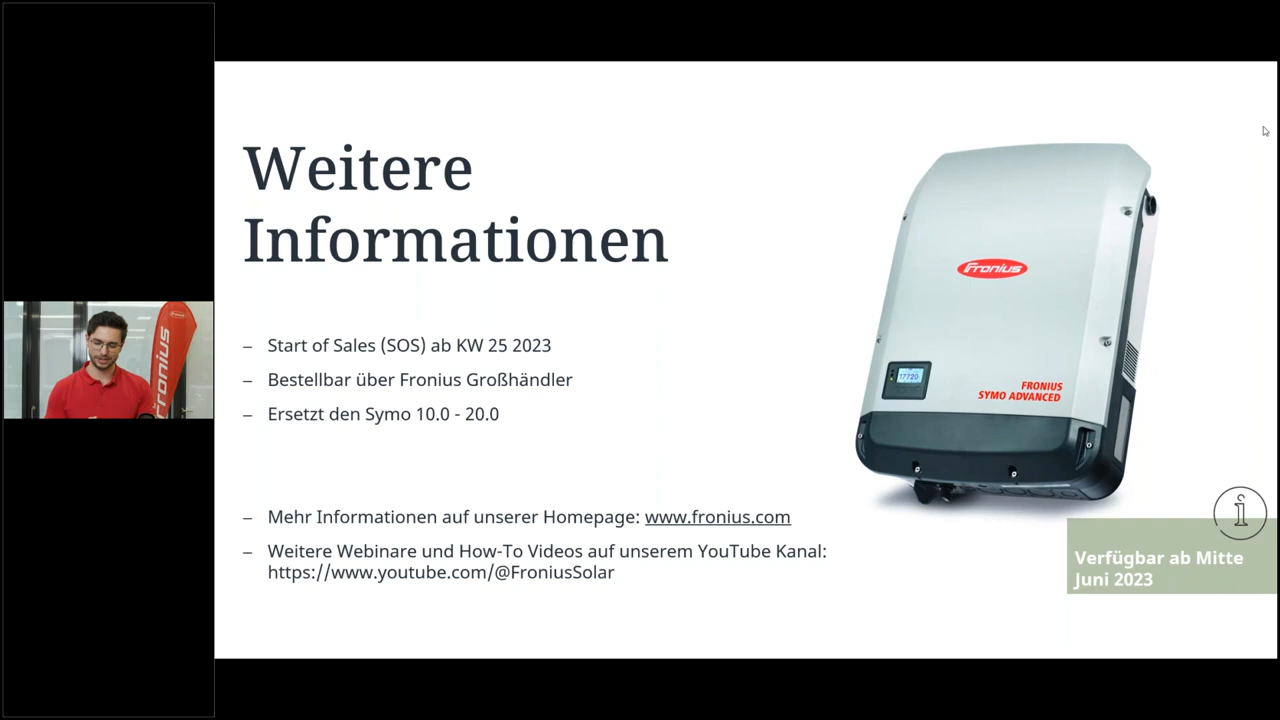 Weitere
Informationen
– Start of Sales (SOS) ab KW 25 2023
– Bestellbar über Fronius Großhändler
– Ersetzt den Symo 10.0 - 20.0
– Mehr Informationen auf unserer Homepage: www.fronius.com
– Weitere Webinare und How-To Videos auf unserem YouTube Kanal:
https://www.youtube.com/@FroniusSolar
Fronius
17720
FRONIUS
SYMO ADVANCED
i
Verfügbar ab Mitte
Juni 2023
Fronius